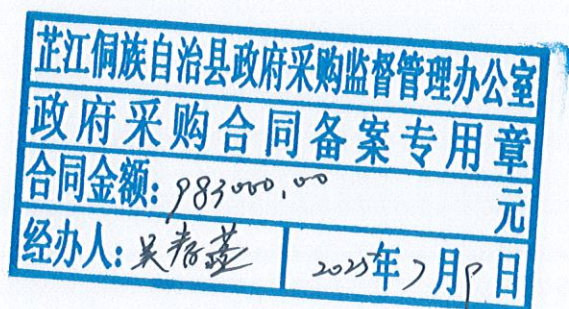 芷江侗族自治县政府采购监督管理办公室
政府采购合同备案专用章
合同金额：983000.00 元
经办人：吴 2025年7月9日